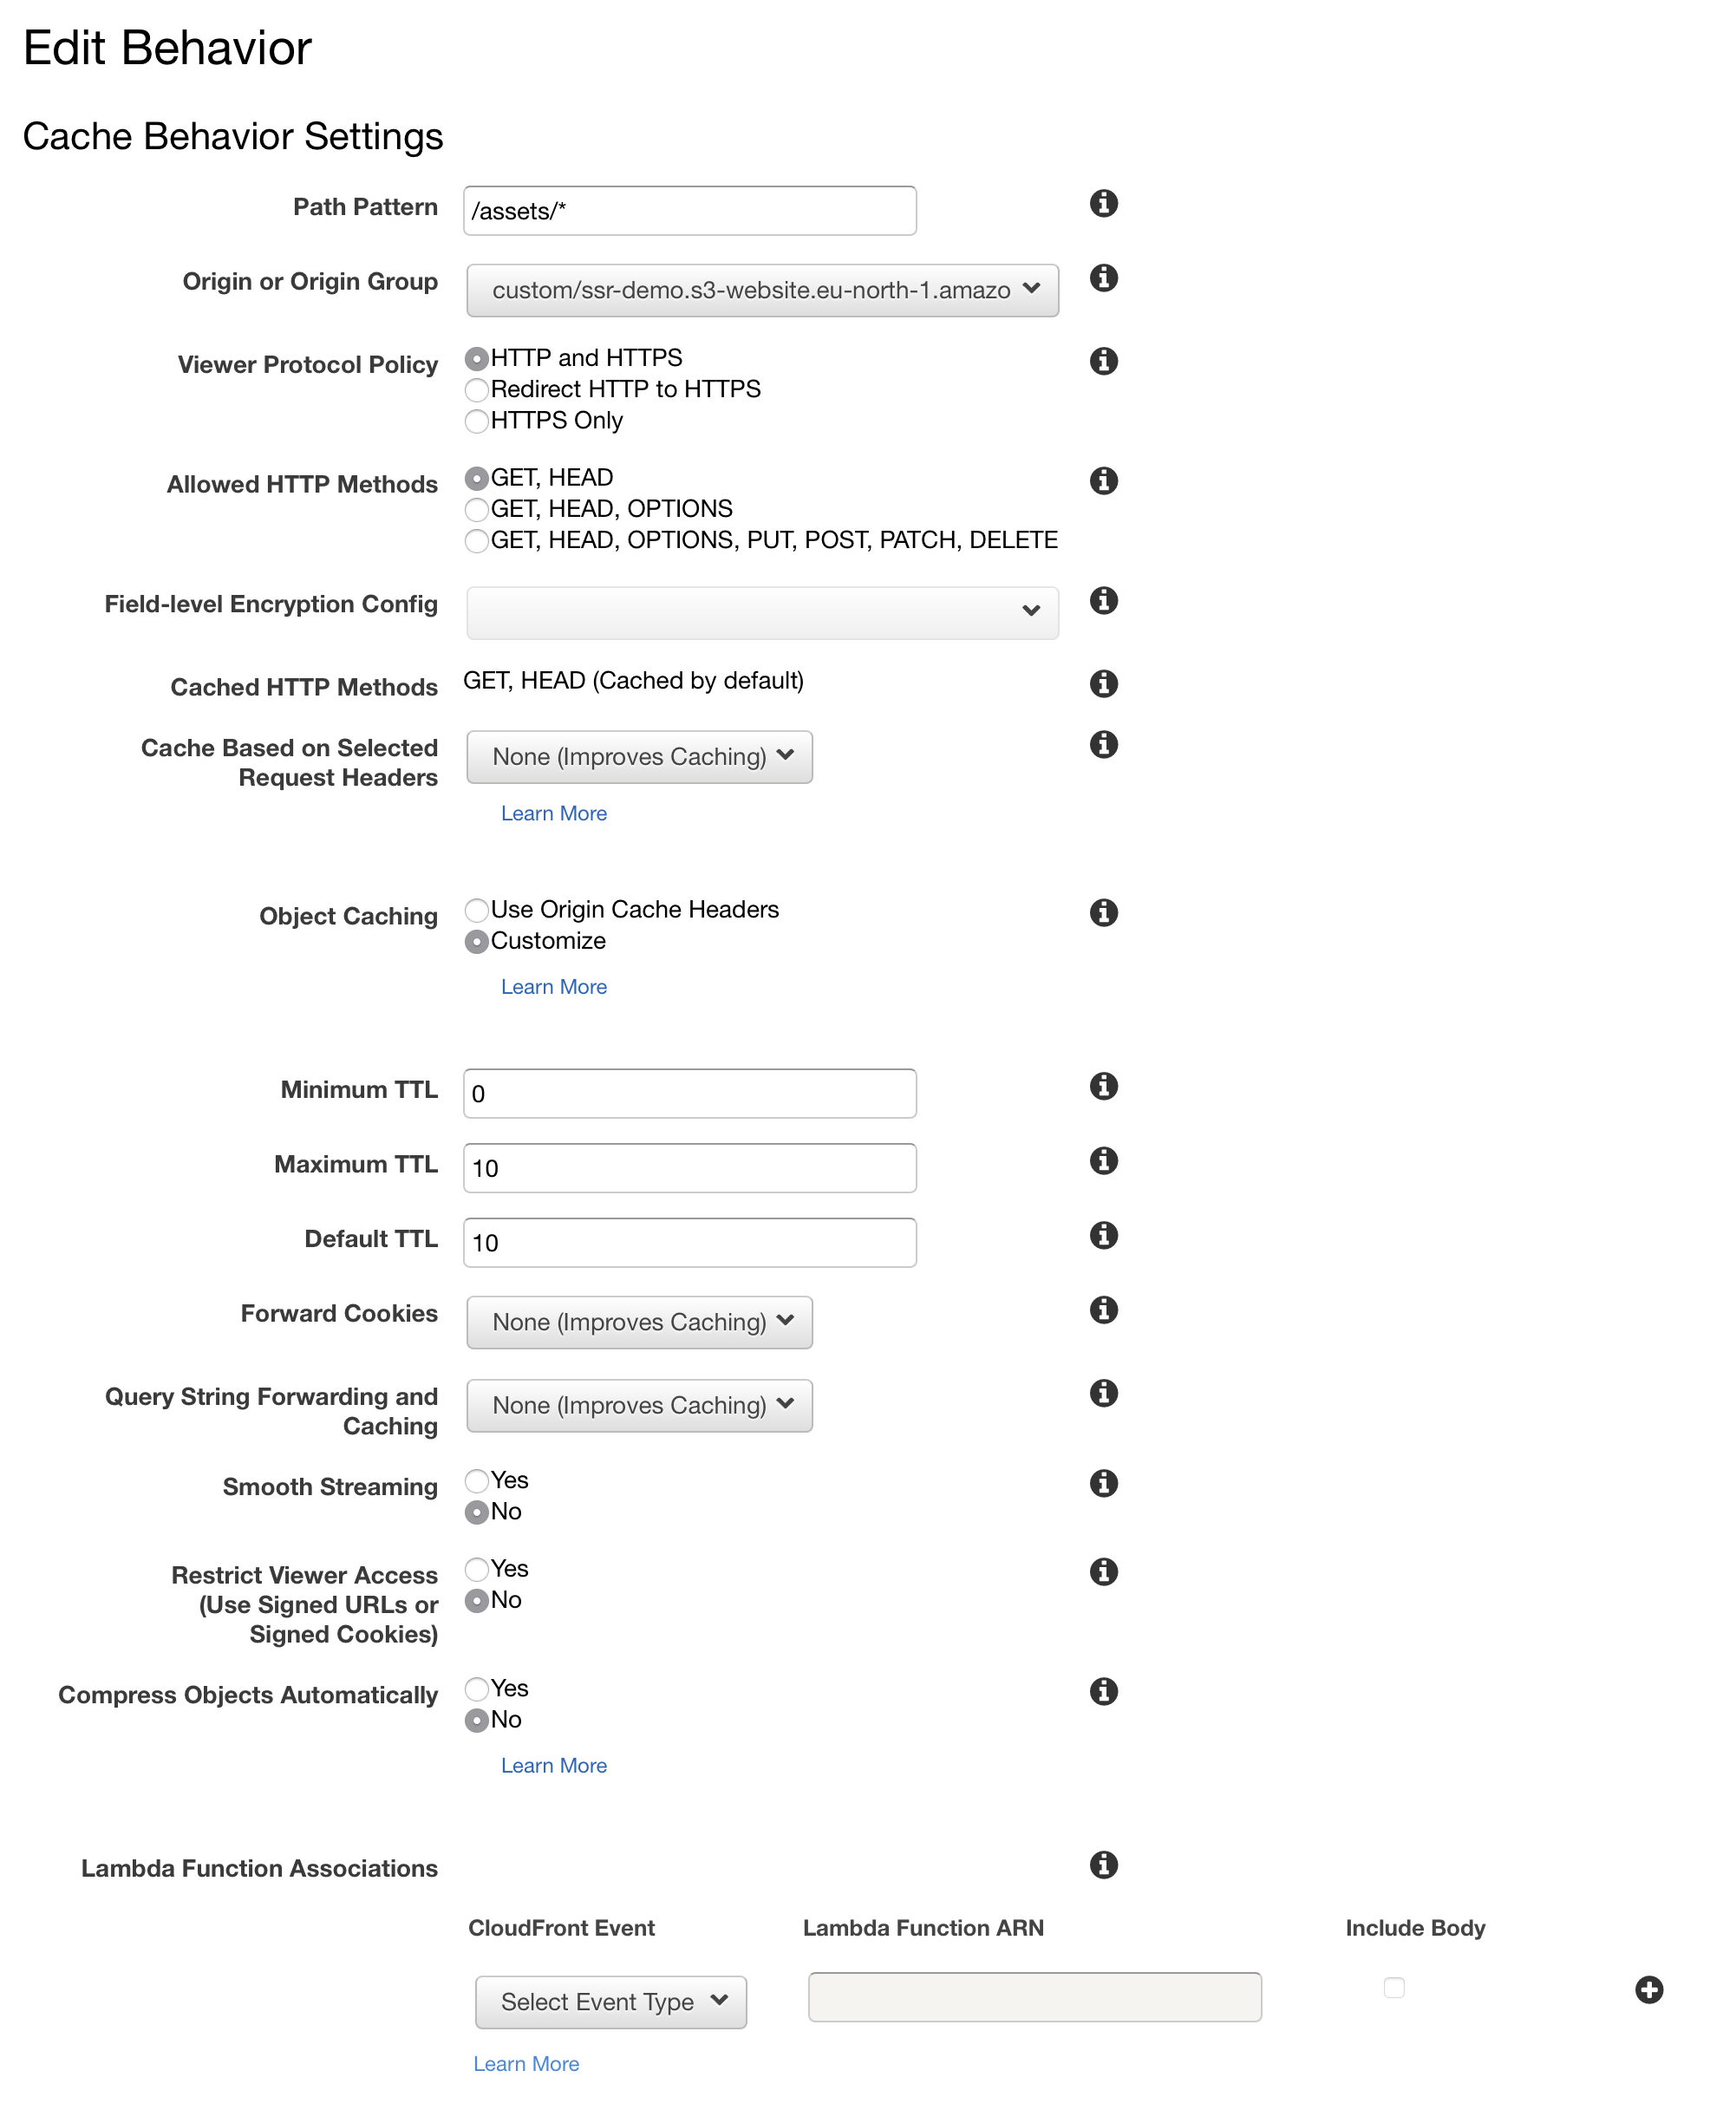 Edit Behavior
Cache Behavior Settings
Path Pattern
/assets/*
Origin or Origin Group
custom/ssr-demo.s3-website.eu-north-1.amazo
Viewer Protocol Policy
HTTP and HTTPS
Redirect HTTP to HTTPS
HTTPS Only
Allowed HTTP Methods
GET, HEAD
GET, HEAD, OPTIONS
GET, HEAD, OPTIONS, PUT, POST, PATCH, DELETE
Field-level Encryption Config
Cached HTTP Methods
GET, HEAD (Cached by default)
Cache Based on Selected
Request Headers
None (Improves Caching)
Learn More
Object Caching
Use Origin Cache Headers
Customize
Learn More
Minimum TTL
0
Maximum TTL
10
Default TTL
10
Forward Cookies
None (Improves Caching)
Query String Forwarding and
Caching
None (Improves Caching)
Smooth Streaming
Yes
No
Restrict Viewer Access
(Use Signed URLs or
Signed Cookies)
Yes
No
Compress Objects Automatically
Yes
No
Learn More
Lambda Function Associations
CloudFront Event
Lambda Function ARN
Include Body
Select Event Type
Learn More